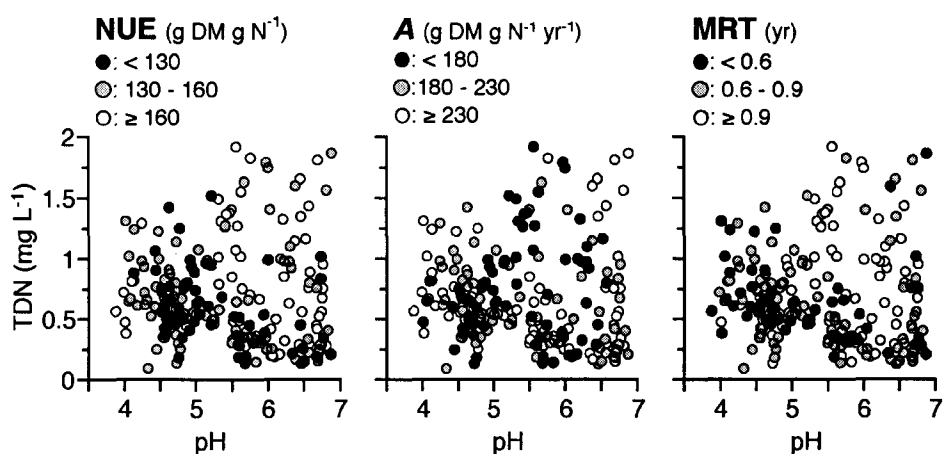 NUE (g DM g N⁻¹)
●: < 130
◍: 130 - 160
○: ≥ 160
A (g DM g N⁻¹ yr⁻¹)
●: < 180
◍: 180 - 230
○: ≥ 230
MRT (yr)
●: < 0.6
◍: 0.6 - 0.9
○: ≥ 0.9
TDN (mg L⁻¹)
2
1.5
1
0.5
0
4 5 6 7
pH
4 5 6 7
pH
4 5 6 7
pH